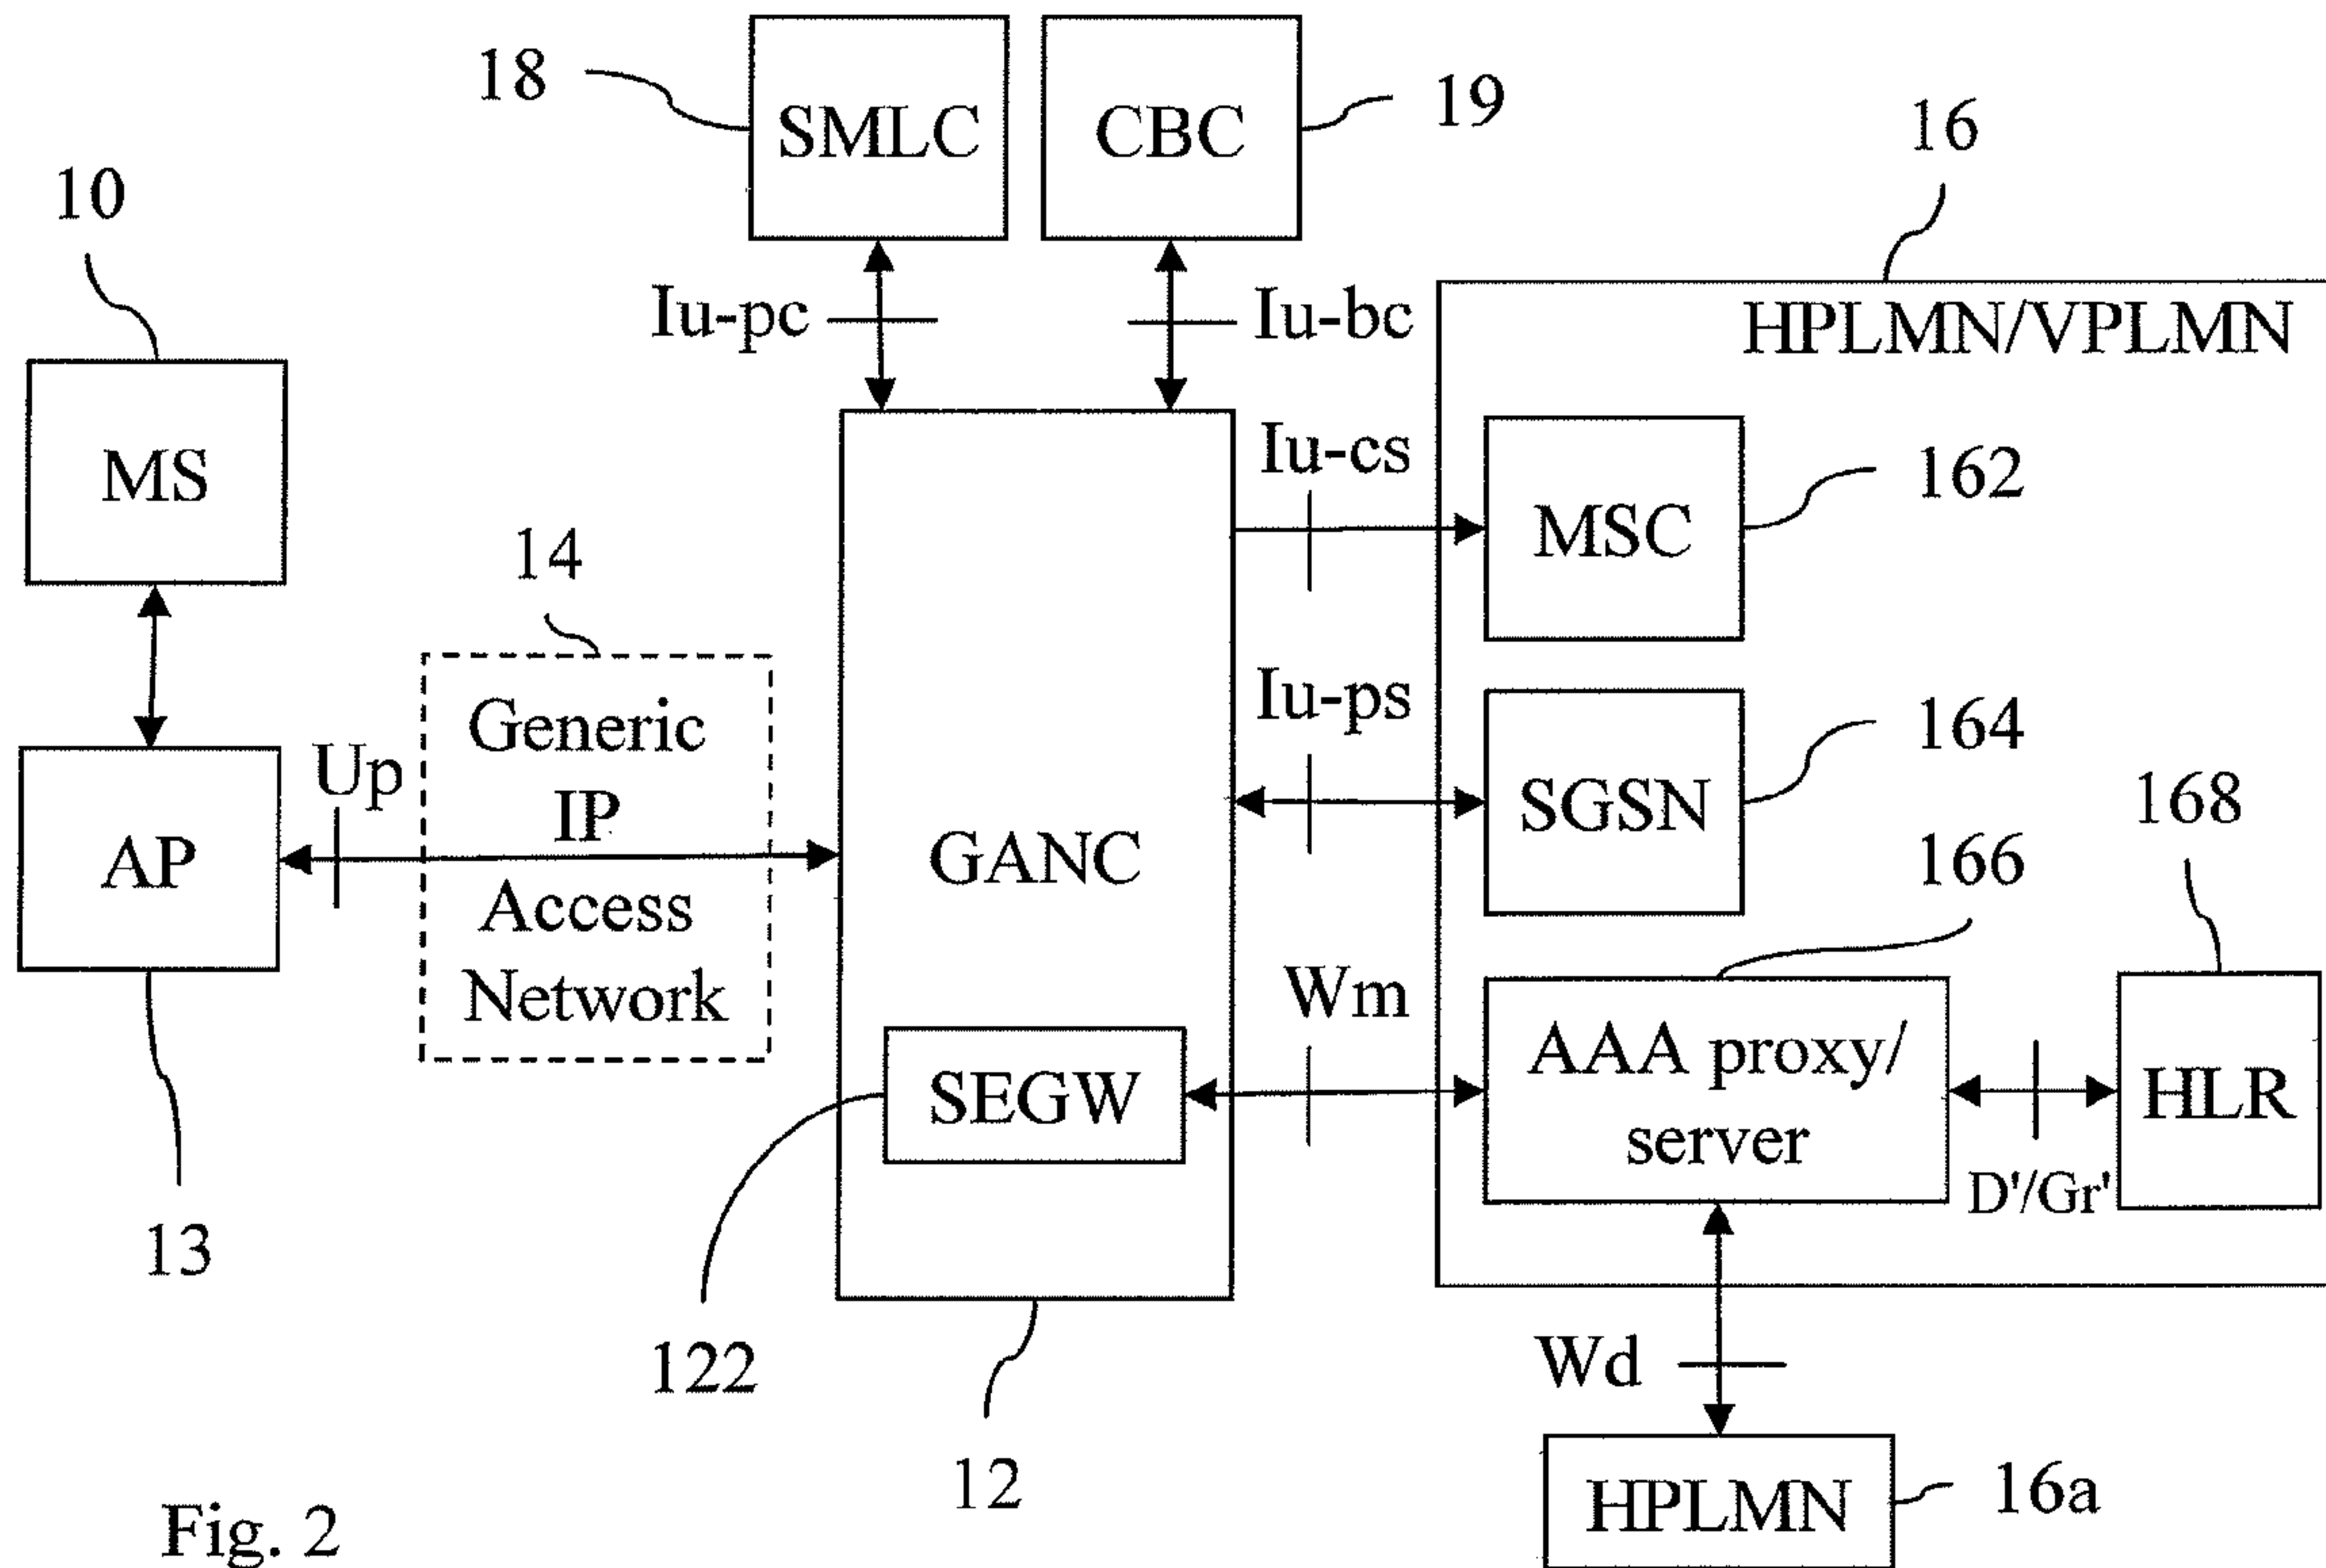 18
SMLC
CBC
19
16
10
Iu-pc
Iu-bc
HPLMN/VPLMN
MS
Iu-cs
MSC
162
14
Generic
IP
Access
Network
Up
AP
GANC
Iu-ps
SGSN
164
166
168
Wm
SEGW
AAA proxy/
server
HLR
D'/Gr'
13
122
12
Wd
HPLMN
16a
Fig. 2